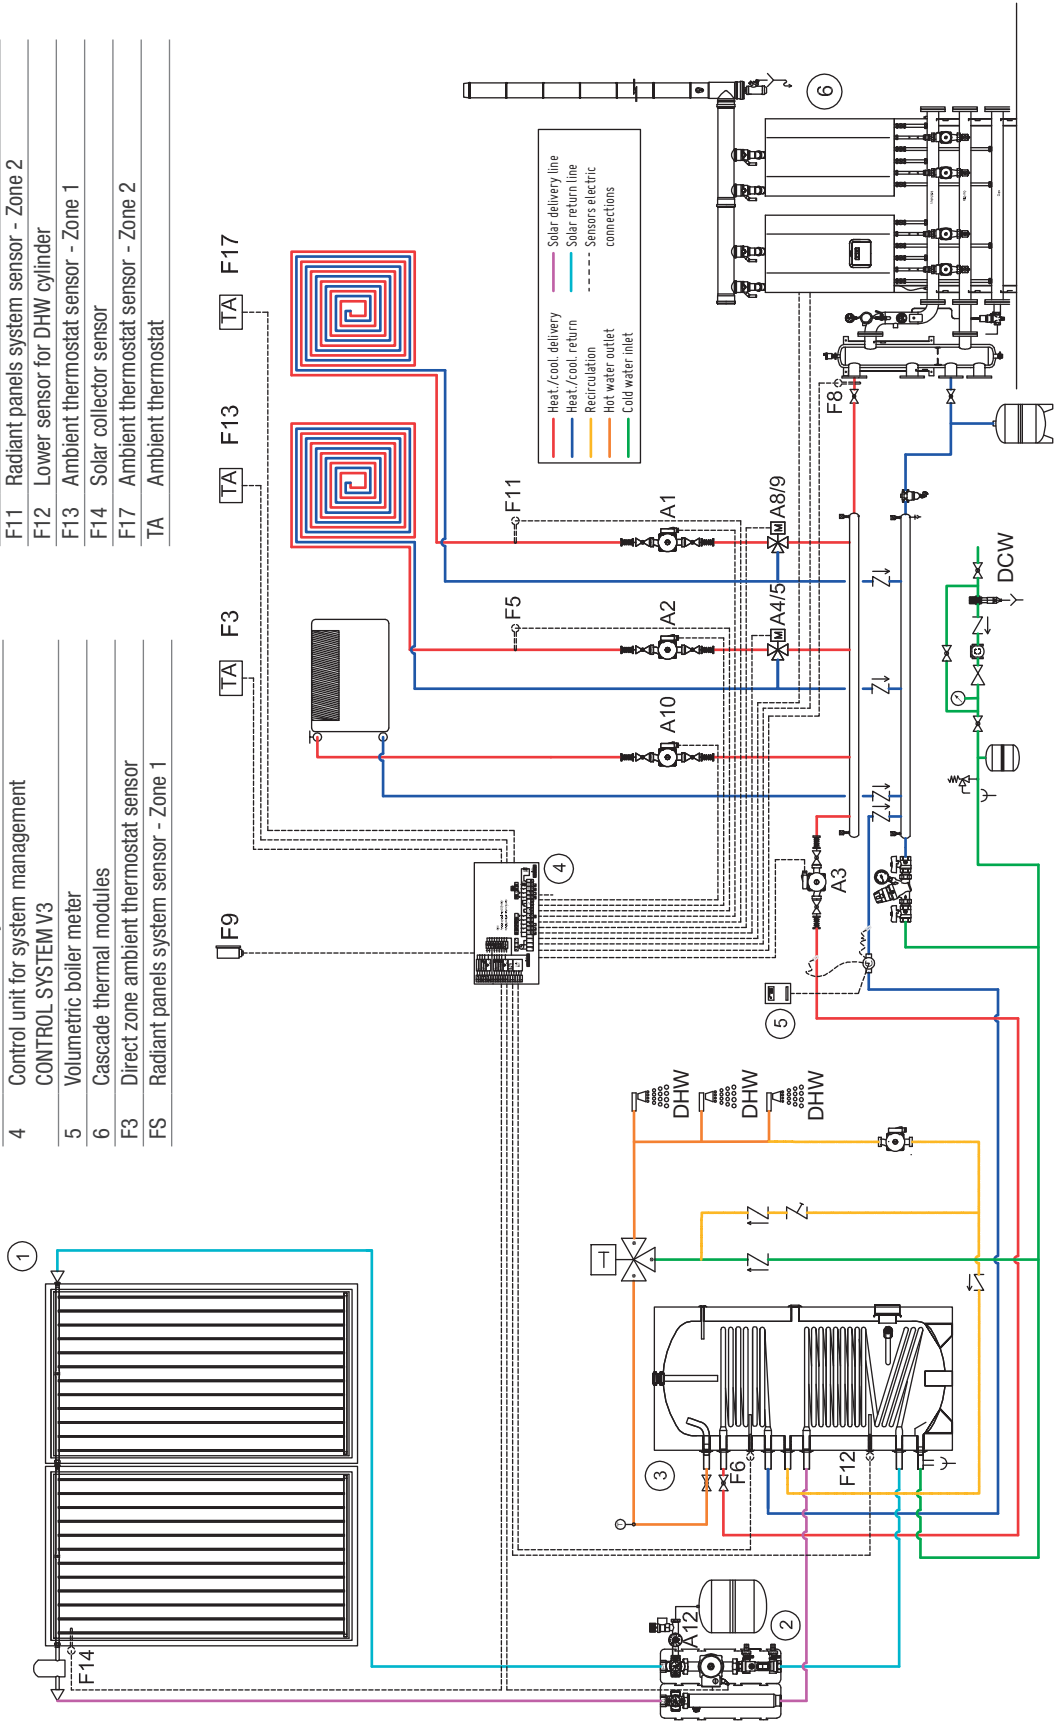 4 Control unit for system management
CONTROL SYSTEM V3
5 Volumetric boiler meter
6 Cascade thermal modules
F3 Direct zone ambient thermostat sensor
FS Radiant panels system sensor - Zone 1
F11 Radiant panels system sensor - Zone 2
F12 Lower sensor for DHW cylinder
F13 Ambient thermostat sensor - Zone 1
F14 Solar collector sensor
F17 Ambient thermostat sensor - Zone 2
TA Ambient thermostat
1
F14
F9
TA F3
TA F13
TA F17
4
Heat./cool. delivery
Heat./cool. return
Recirculation
Hot water outlet
Cold water inlet
Solar delivery line
Solar return line
Sensors electric
connections
F5
F11
A10
A2
A1
A4/5
A8/9
M
M
6
F8
A3
5
T
DHW
DHW
DHW
3
F6
F12
A12
2
DCW